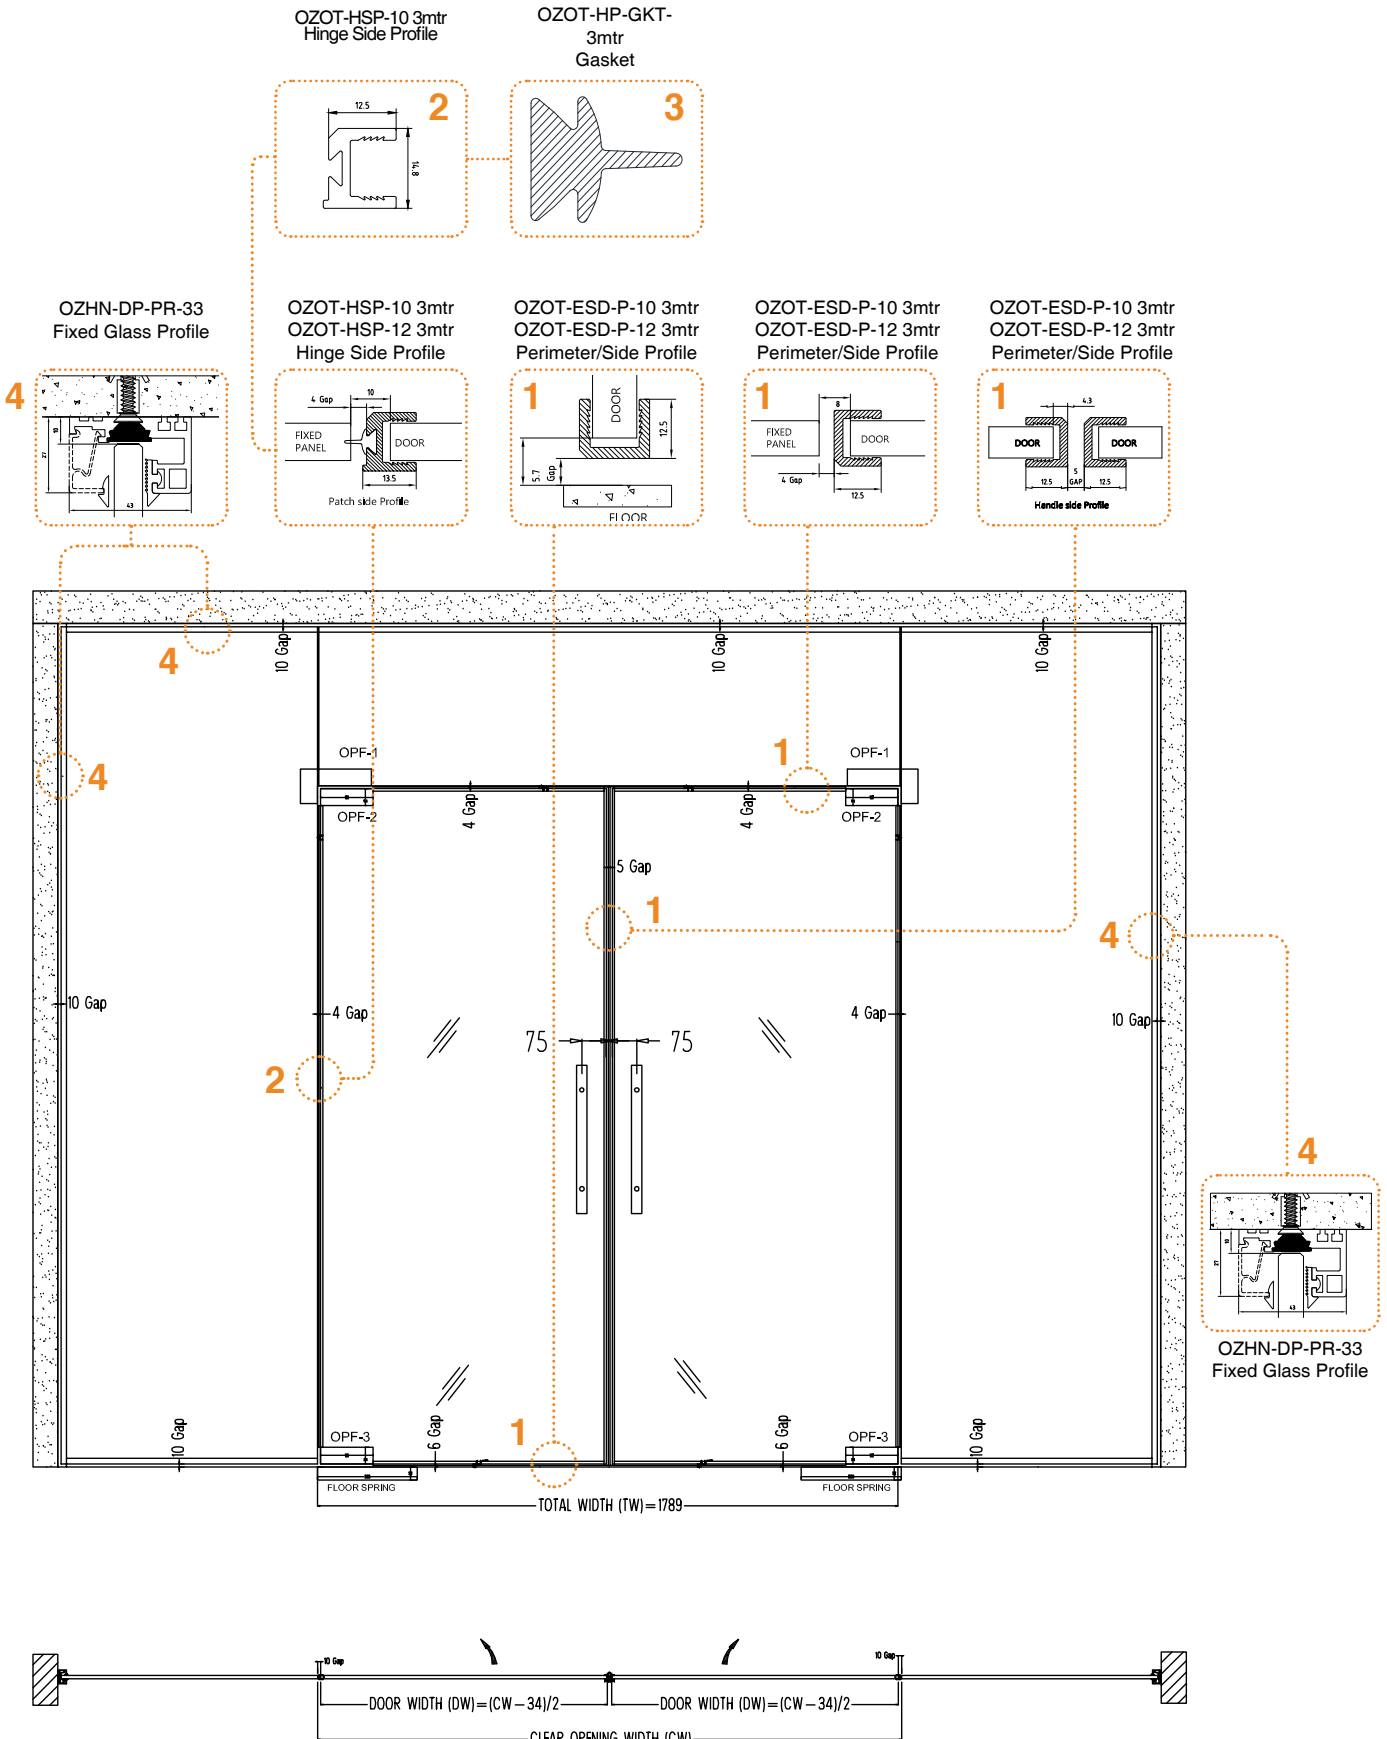 OZOT-HSP-10 3mtr
Hinge Side Profile
OZOT-HP-GKT-
3mtr
Gasket
2
12.5
14.8
3
OZHN-DP-PR-33
Fixed Glass Profile
OZOT-HSP-10 3mtr
OZOT-HSP-12 3mtr
Hinge Side Profile
OZOT-ESD-P-10 3mtr
OZOT-ESD-P-12 3mtr
Perimeter/Side Profile
OZOT-ESD-P-10 3mtr
OZOT-ESD-P-12 3mtr
Perimeter/Side Profile
OZOT-ESD-P-10 3mtr
OZOT-ESD-P-12 3mtr
Perimeter/Side Profile
4
10
27
43
10
4 Gap
FIXED
PANEL
DOOR
13.5
Patch side Profile
1
DOOR
12.5
5.7
Gap
FLOOR
1
8
FIXED
PANEL
DOOR
4 Gap
12.5
1
4.3
DOOR
DOOR
5
12.5
GAP
12.5
Handle side Profile
4
10 Gap
10 Gap
10 Gap
4
OPF-1
1
OPF-1
OPF-2
4 Gap
4 Gap
OPF-2
5 Gap
1
4
10 Gap
4 Gap
4 Gap
10 Gap
75
75
2
4
10
27
43
OZHN-DP-PR-33
Fixed Glass Profile
10 Gap
OPF-3
6 Gap
1
6 Gap
OPF-3
10 Gap
FLOOR SPRING
FLOOR SPRING
TOTAL WIDTH (TW)=1789
10 Gap
10 Gap
DOOR WIDTH (DW)=(CW-34)/2
DOOR WIDTH (DW)=(CW-34)/2
CLEAR OPENING WIDTH (CW)